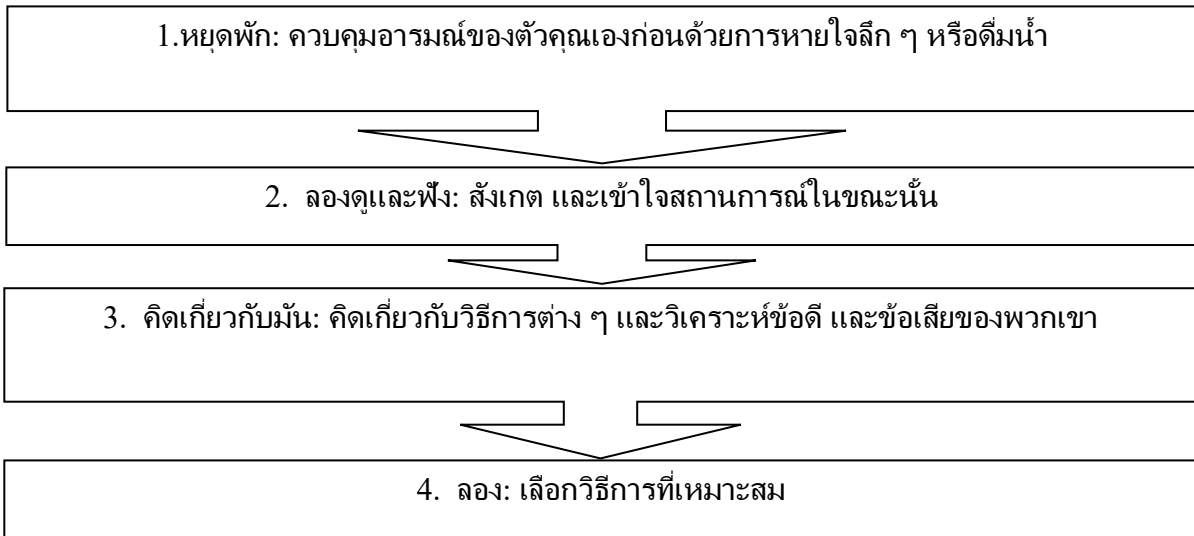 1.หยุดพัก: ควบคุมอารมณ์ของตัวคุณเองก่อนด้วยการหายใจลึก ๆ หรือดื่มน้ำ
2. ลองดูและฟัง: สังเกต และเข้าใจสถานการณ์ในขณะนั้น
3. คิดเกี่ยวกับมัน: คิดเกี่ยวกับวิธีการต่าง ๆ และวิเคราะห์ข้อดี และข้อเสียของพวกเขา
4. ลอง: เลือกวิธีการที่เหมาะสม